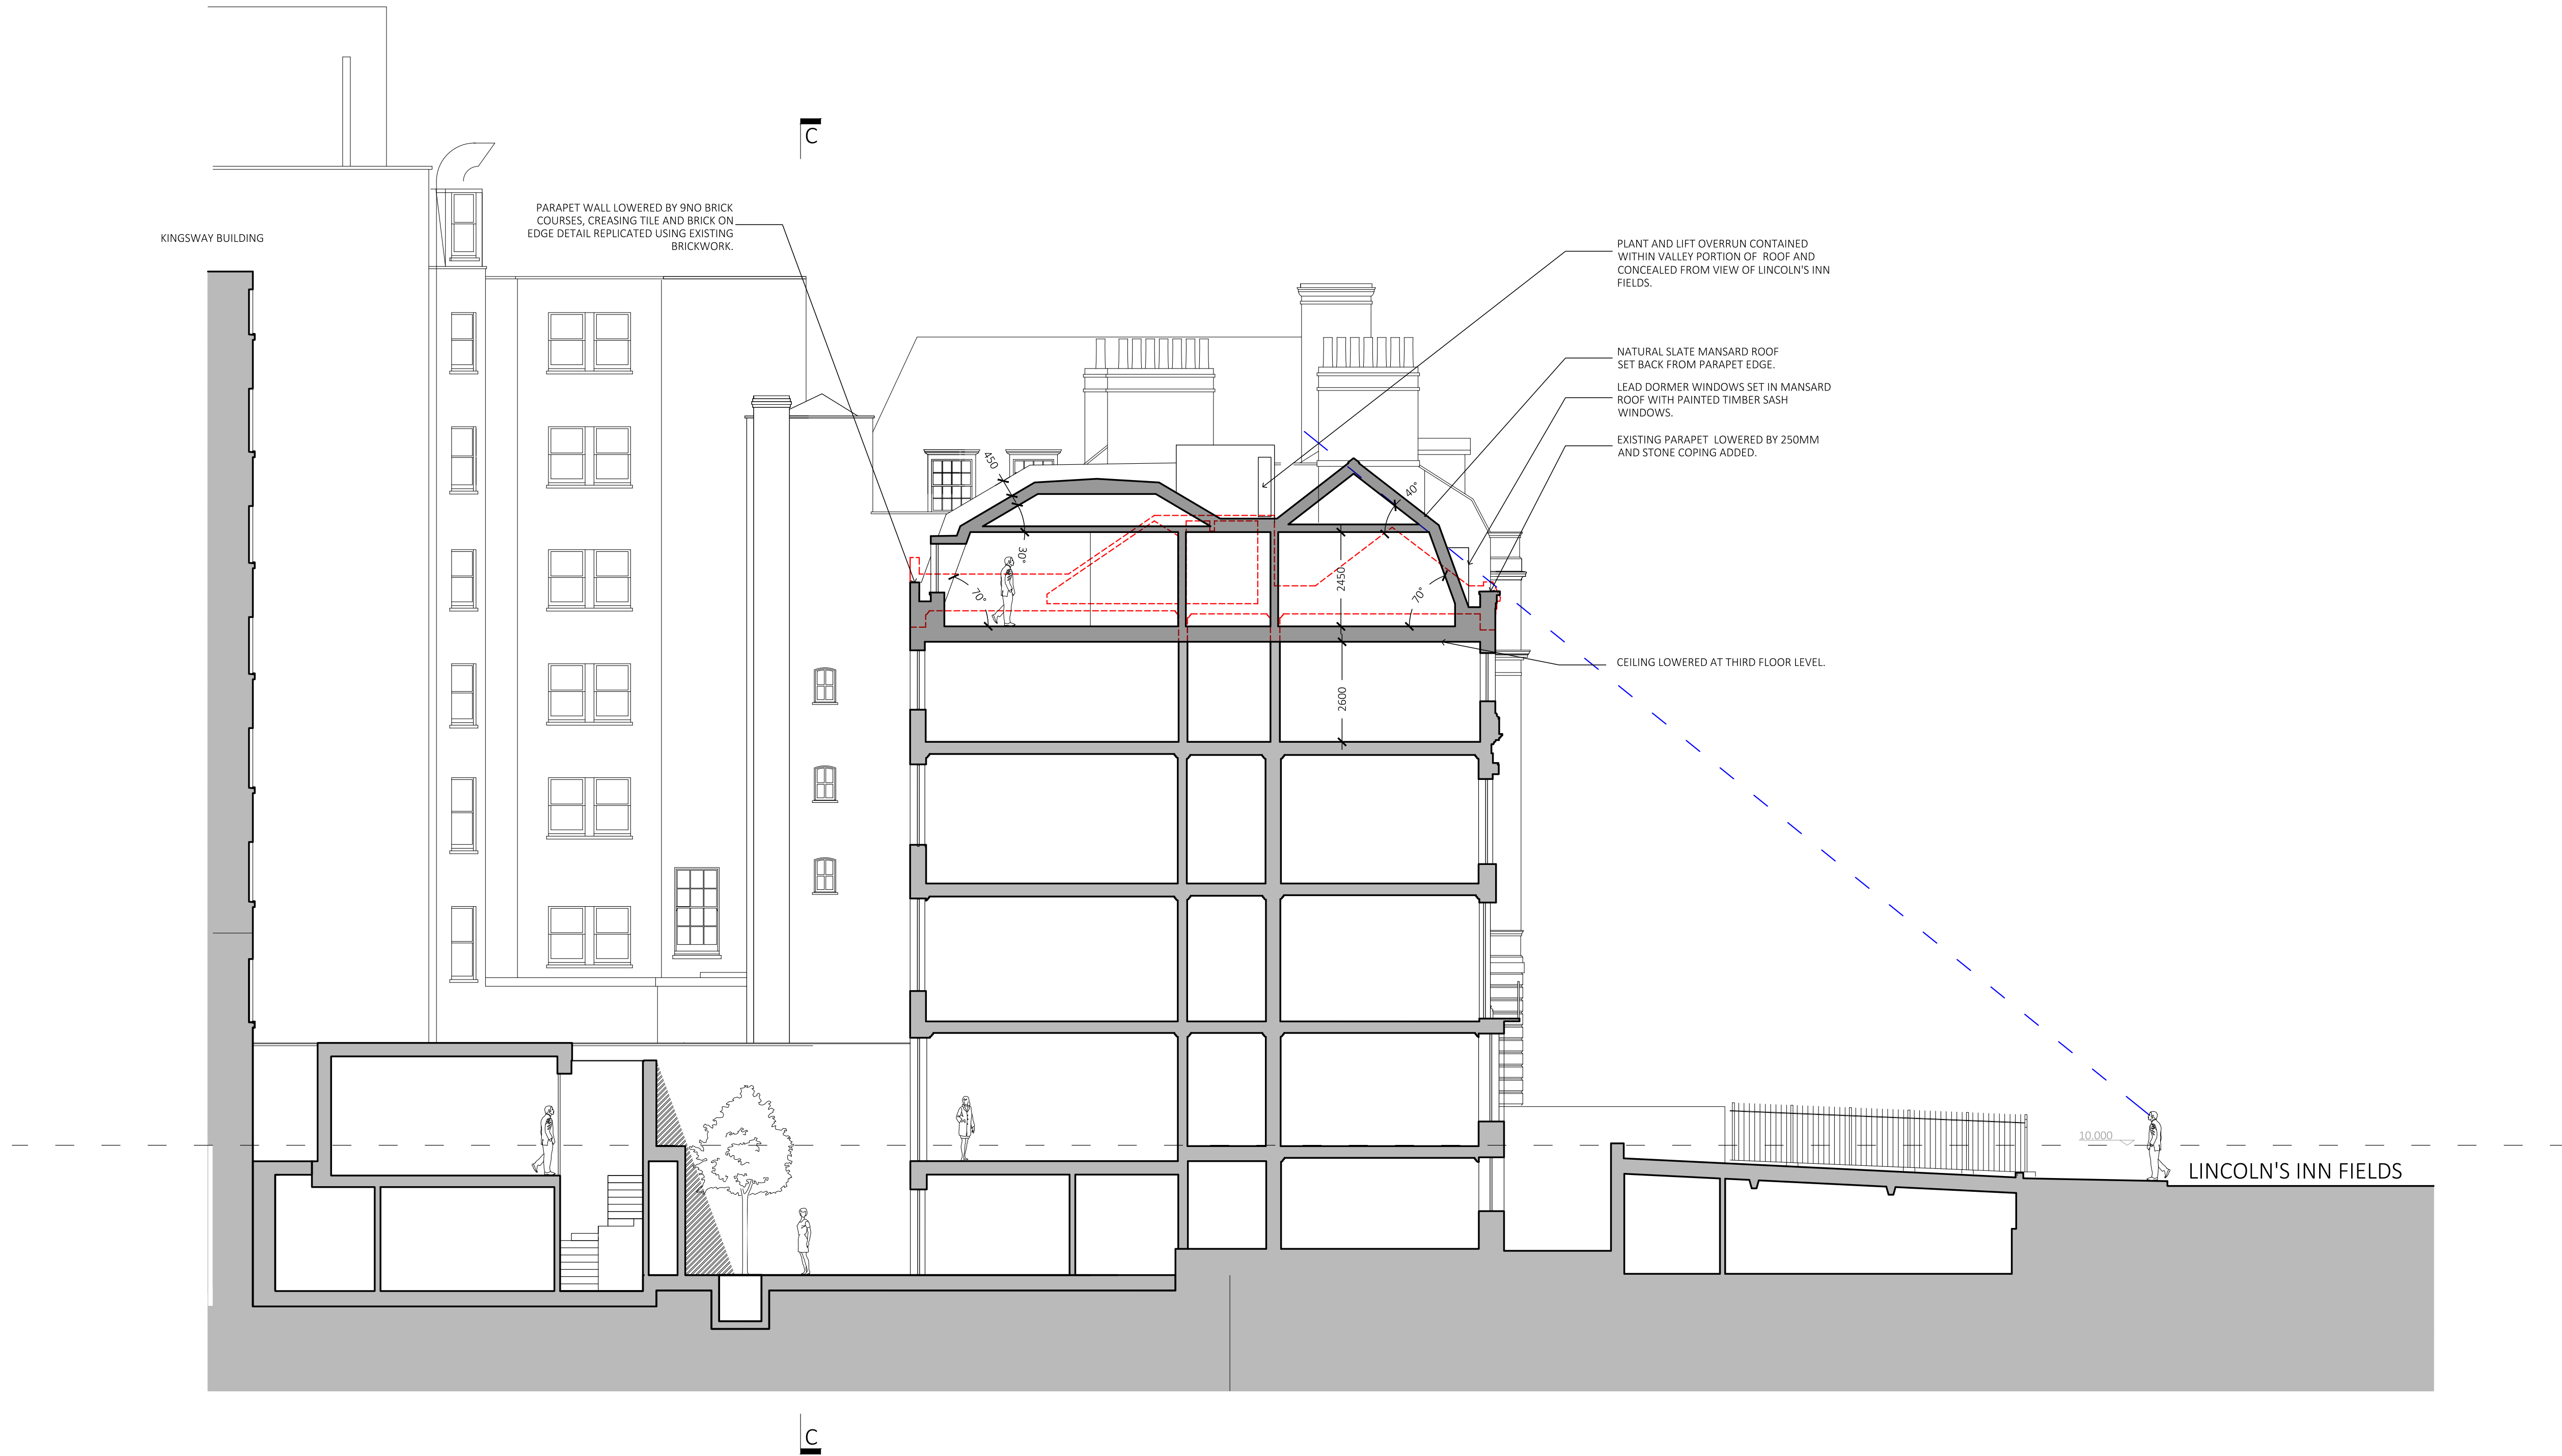 C
PARAPET WALL LOWERED BY 9NO BRICK
COURSES, CREASING TILE AND BRICK ON
EDGE DETAIL REPLICATED USING EXISTING
BRICKWORK.
KINGSWAY BUILDING
PLANT AND LIFT OVERRUN CONTAINED
WITHIN VALLEY PORTION OF ROOF AND
CONCEALED FROM VIEW OF LINCOLN'S INN
FIELDS.
NATURAL SLATE MANSARD ROOF
SET BACK FROM PARAPET EDGE.
LEAD DORMER WINDOWS SET IN MANSARD
ROOF WITH PAINTED TIMBER SASH
WINDOWS.
EXISTING PARAPET LOWERED BY 250MM
AND STONE COPING ADDED.
450
40°
30°
70°
2450
70°
CEILING LOWERED AT THIRD FLOOR LEVEL.
2600
10.000
LINCOLN'S INN FIELDS
C